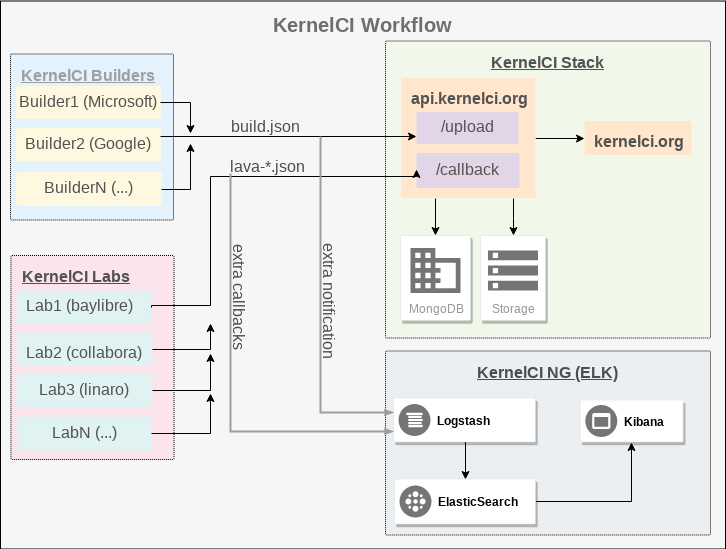 KernelCI Workflow
KernelCI Builders
Builder1 (Microsoft)
Builder2 (Google)
BuilderN (...)
KernelCI Labs
Lab1 (baylibre)
Lab2 (collabora)
Lab3 (linaro)
LabN (...)
build.json
lava-*.json
extra callbacks
extra notification
KernelCI Stack
api.kernelci.org
/upload
/callback
kernelci.org
MongoDB
Storage
KernelCI NG (ELK)
Logstash
Kibana
ElasticSearch